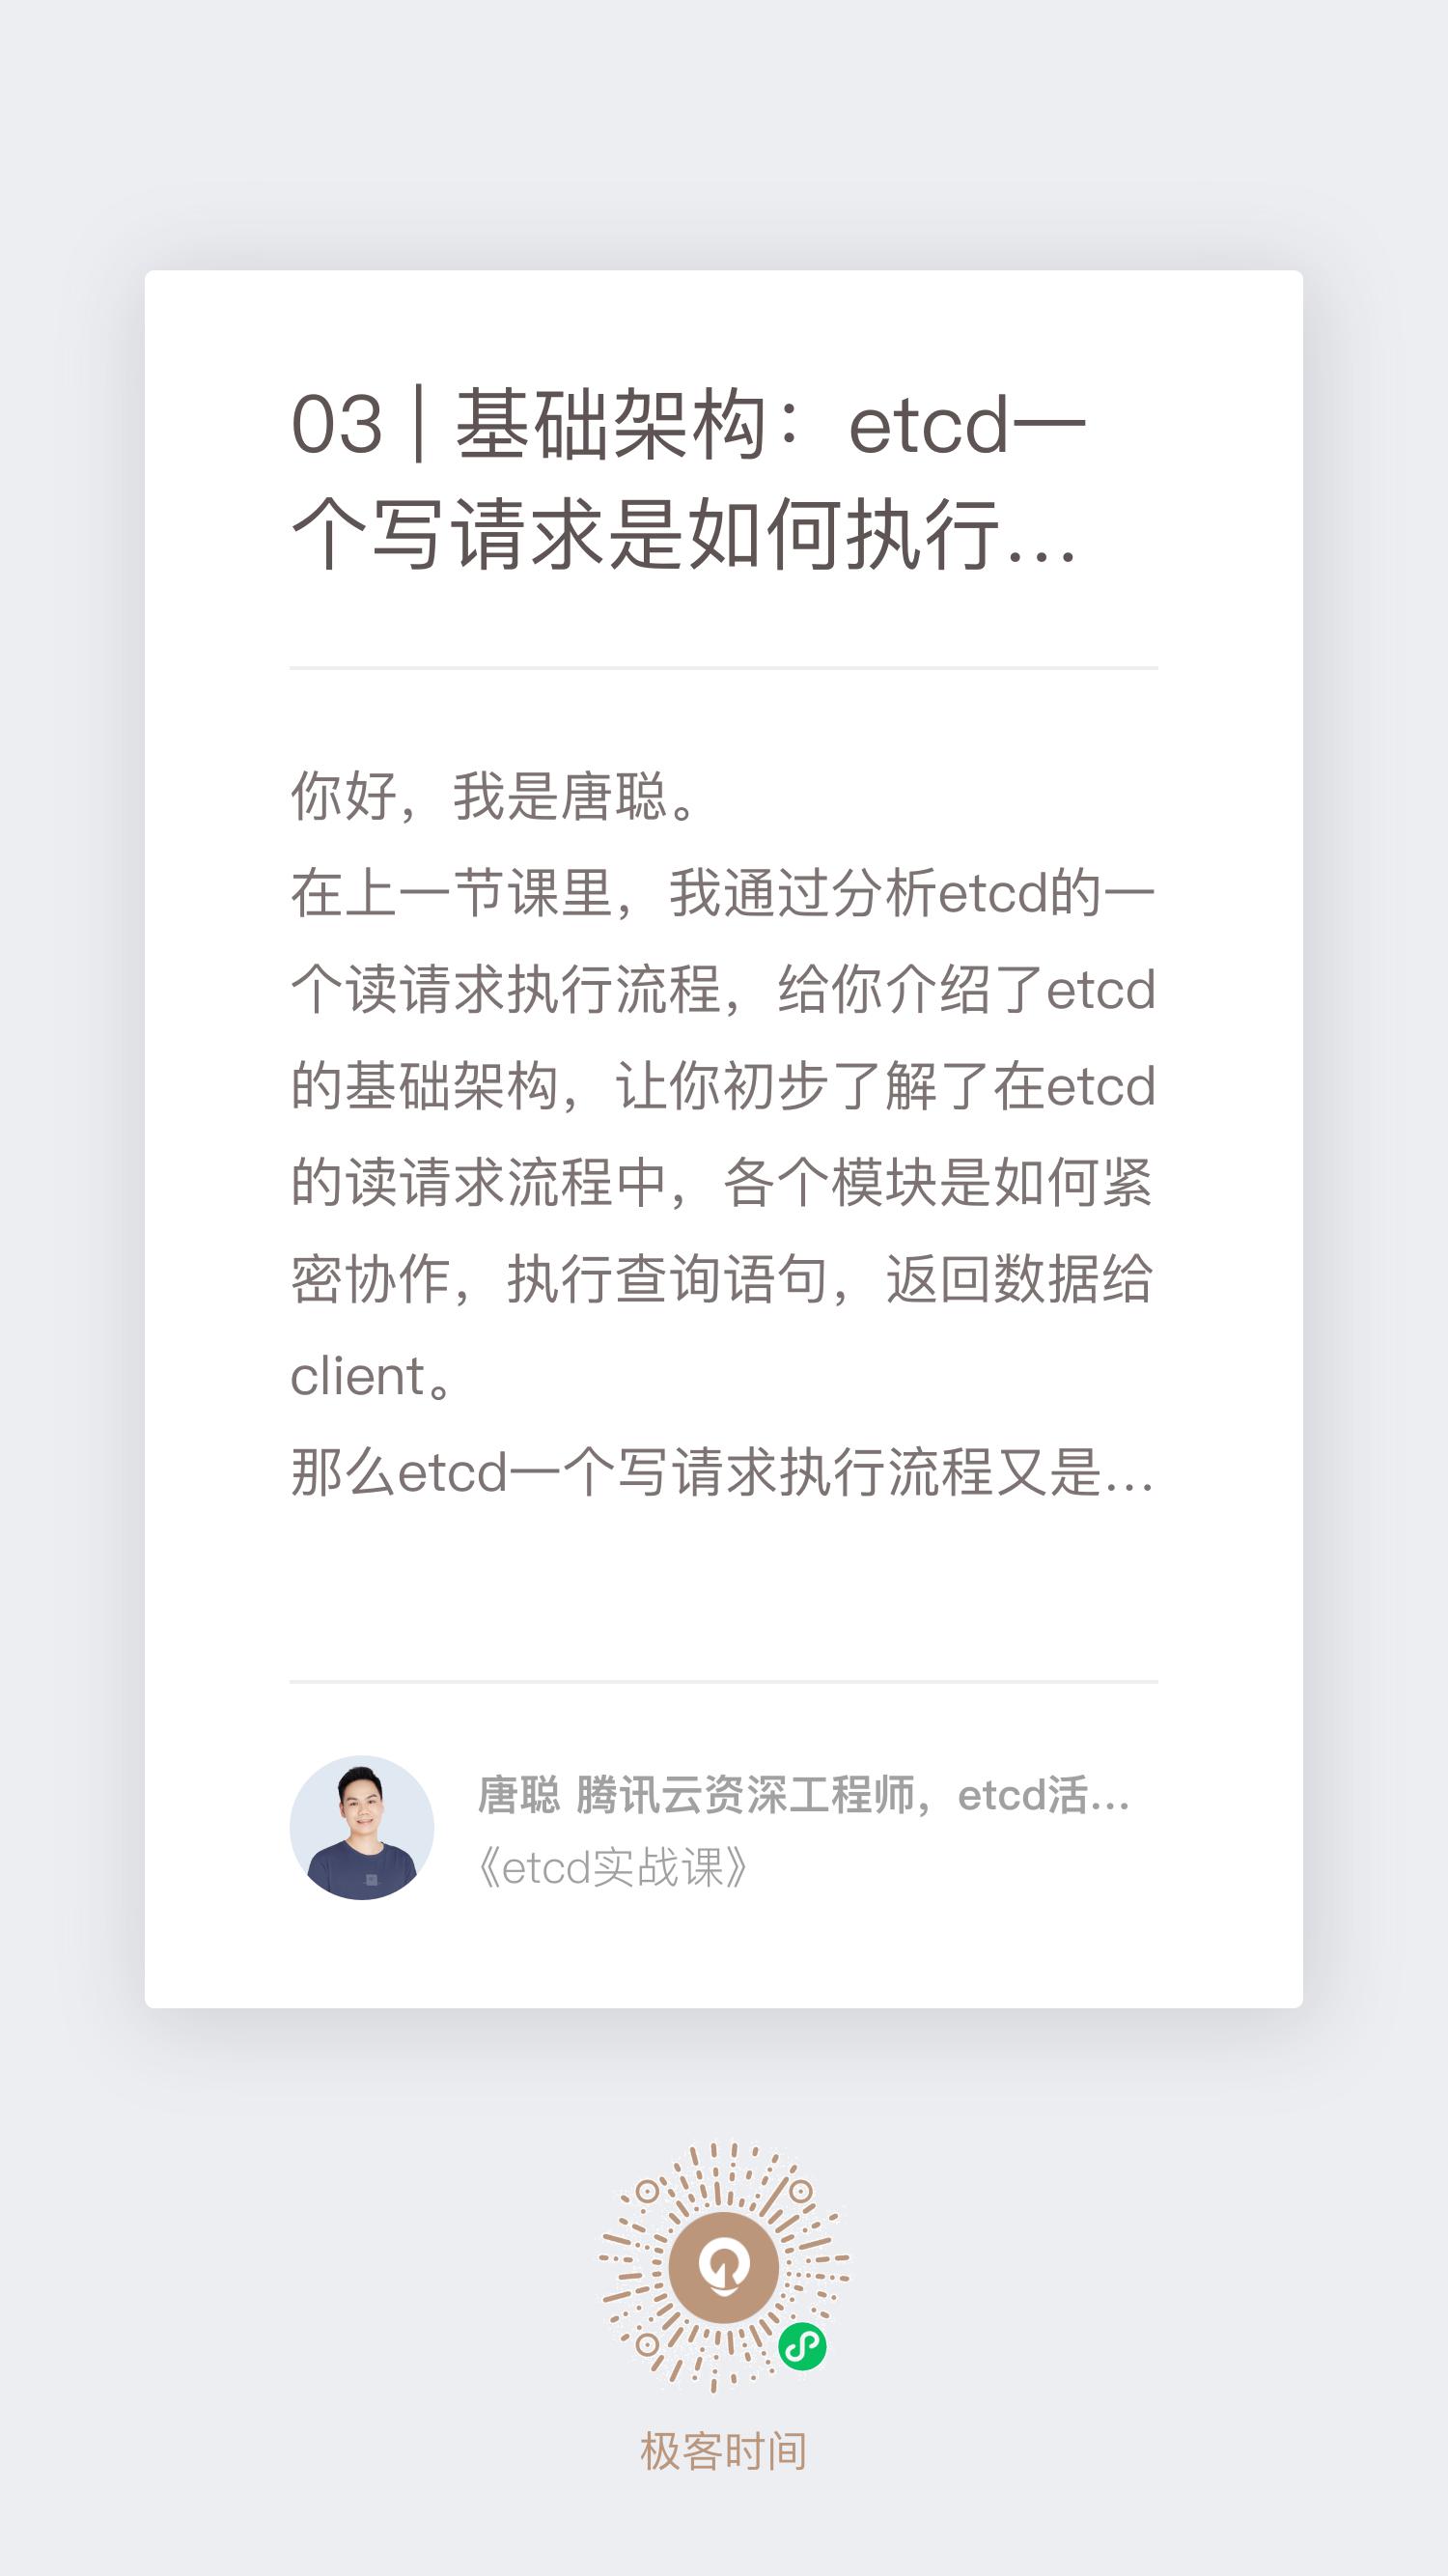 03 | 基础架构：etcd一
个写请求是如何执行...
你好，我是唐聪。
在上一节课里，我通过分析etcd的一
个读请求执行流程，给你介绍了etcd
的基础架构，让你初步了解了在etcd
的读请求流程中，各个模块是如何紧
密协作，执行查询语句，返回数据给
client。
那么etcd一个写请求执行流程又是...
唐聪 腾讯云资深工程师，etcd活...
《etcd实战课》
极客时间